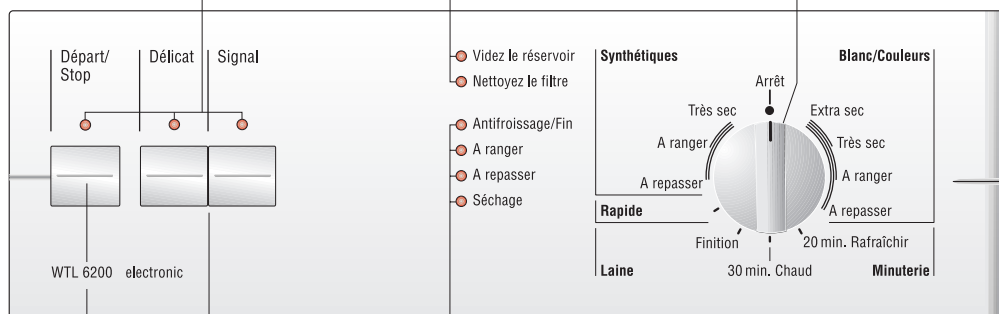 Départ/
Stop
Délicat
Signal
WTL 6200 electronic
Videz le réservoir
Nettoyez le filtre
Antifroissage/Fin
A ranger
A repasser
Séchage
Synthétiques
Blanc/Couleurs
Arrêt
Très sec
Extra sec
A ranger
Très sec
A repasser
A ranger
Rapide
A repasser
Finition
20 min. Rafraîchir
Laine
30 min. Chaud
Minuterie